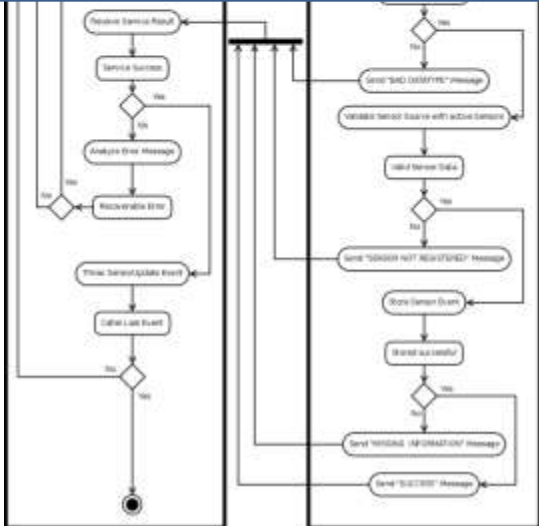 Receive Service Result
Service Success
Yes
No
Analyze Error Message
Yes
No
Recoverable Error
Throw SensorUpdate Event
Caller Last Event
No
Yes
Yes
No
Send "BAD DATATYPE" Message
Validate Sensor Source with active Sensors
Valid Sensor Data
Yes
No
Send "SENSOR NOT REGISTERED" Message
Store Sensor Event
Stored successful
Yes
No
Send "MISSING INFORMATION" Message
Send "SUCCESS" Message